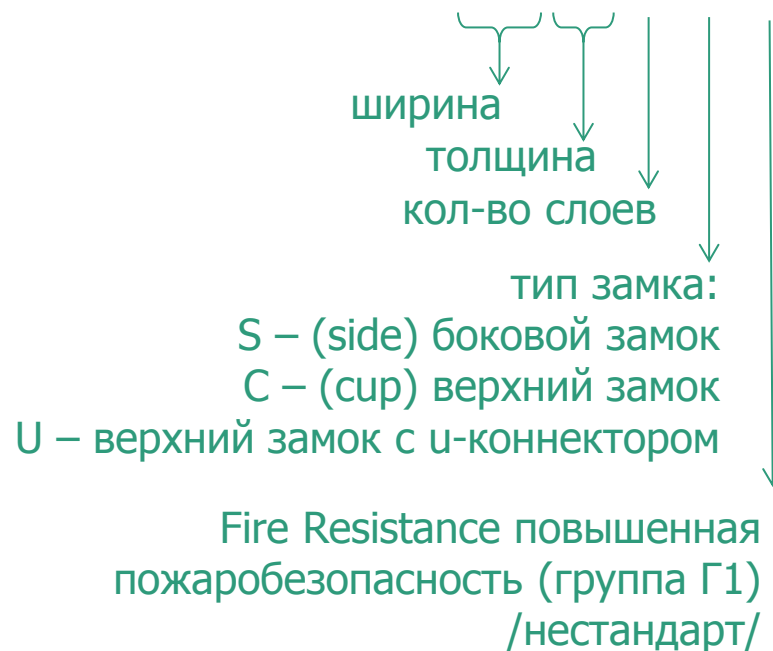 ширина
толщина
кол-во слоев
тип замка:
S – (side) боковой замок
C – (cup) верхний замок
U – верхний замок с u-коннектором
Fire Resistance повышенная
пожаробезопасность (группа Г1)
/нестандарт/